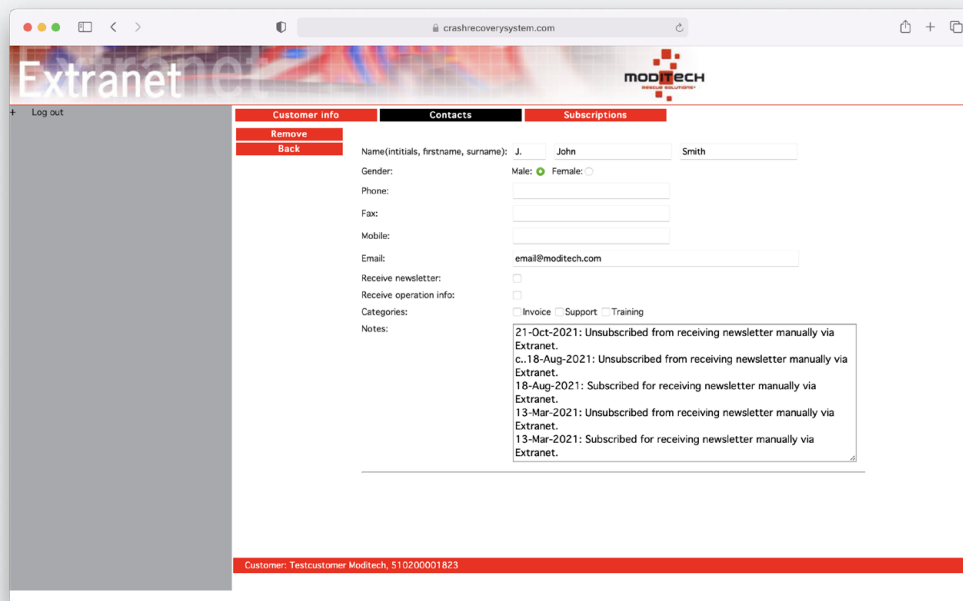 crashrecoverysystem.com
Extranet
MODITECH
RESCUE SOLUTIONS
+ Log out
Customer info Contacts Subscriptions
Remove
Back
Name(intitials, firstname, surname): J. John Smith
Gender: Male: Female:
Phone:
Fax:
Mobile:
Email: email@moditech.com
Receive newsletter:
Receive operation info:
Categories: Invoice Support Training
Notes:
21-Oct-2021: Unsubscribed from receiving newsletter manually via
Extranet.
c..18-Aug-2021: Unsubscribed from receiving newsletter manually via
Extranet.
18-Aug-2021: Subscribed for receiving newsletter manually via
Extranet.
13-Mar-2021: Unsubscribed from receiving newsletter manually via
Extranet.
13-Mar-2021: Subscribed for receiving newsletter manually via
Extranet.
Customer: Testcustomer Moditech, 510200001823